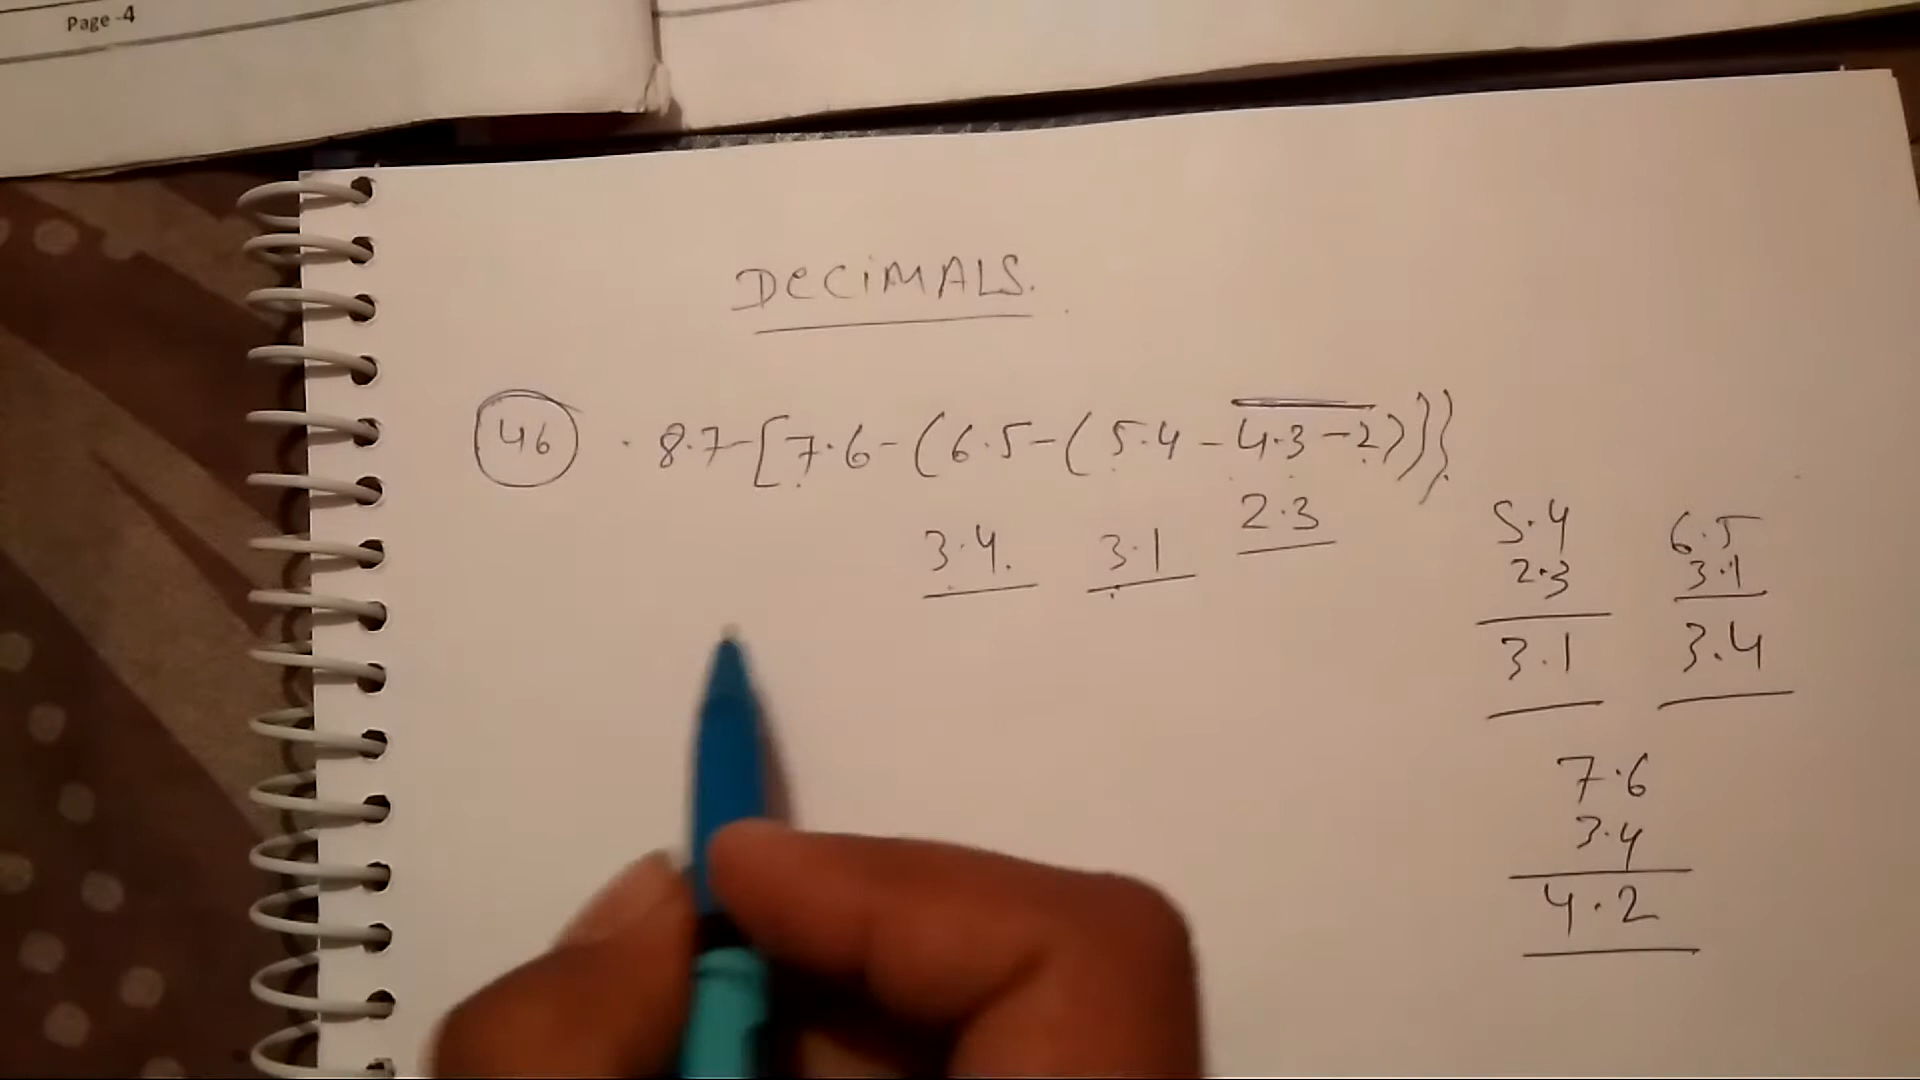 Page -4
DECIMALS.
46 . 8.7-[7.6-(6.5-(5.4-4.3-2))}}
3.4. 3.1 2.3
5.4
2.3
3.1
6.5
3.1
3.4
7.6
3.4
4.2